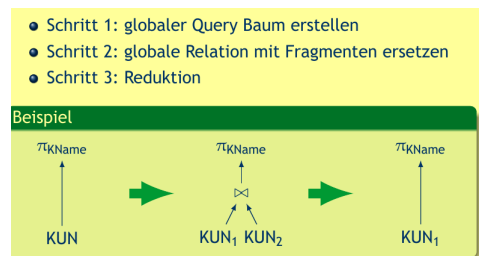 Schritt 1: globaler Query Baum erstellen
Schritt 2: globale Relation mit Fragmenten ersetzen
Schritt 3: Reduktion
Beispiel
πKName πKName πKName
⋈
KUN KUN₁ KUN₂ KUN₁